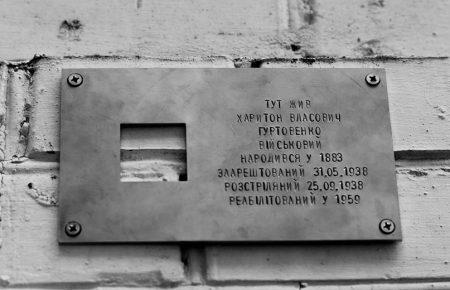 ТУТ ЖИВ
ХАРИТОН ВЛАСОВИЧ
ГУРТОВЕНКО
ВІЙСЬКОВИЙ
НАРОДИВСЯ У 1883
ЗААРЕШТОВАНИЙ 31.05.1938
РОЗСТРІЛЯНИЙ 25.09.1938
РЕАБІЛІТОВАНИЙ У 1959